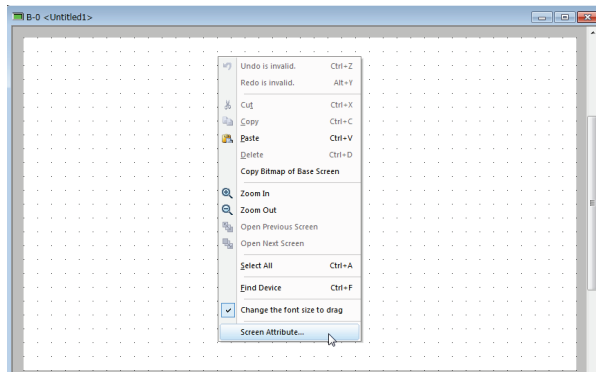 B-0 <Untitled1>
Undo is invalid. Ctrl+Z
Redo is invalid. Alt+Y
Cut Ctrl+X
Copy Ctrl+C
Paste Ctrl+V
Delete Ctrl+D
Copy Bitmap of Base Screen
Zoom In
Zoom Out
Open Previous Screen
Open Next Screen
Select All Ctrl+A
Find Device Ctrl+F
Change the font size to drag
Screen Attribute...